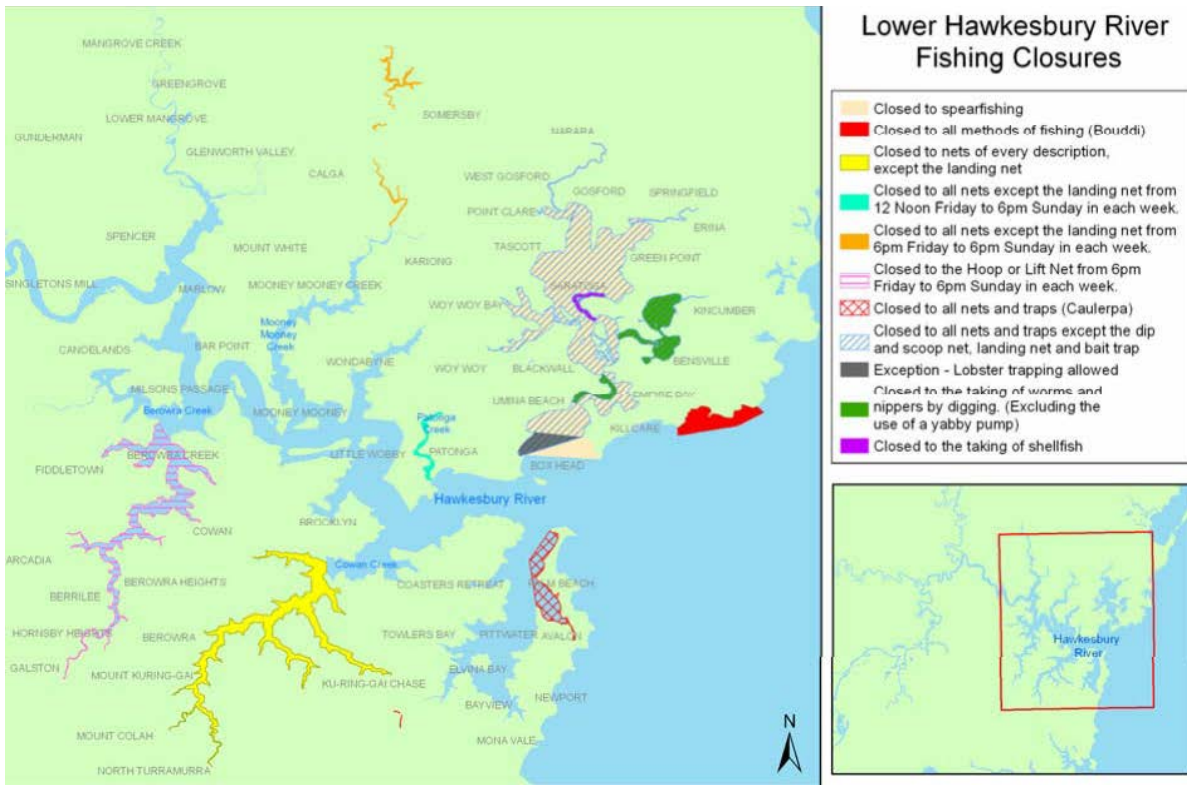 MANGROVE CREEK
GREENGROVE
LOWER MANGROVE
GUNDERMAN
GLENWORTH VALLEY
SOMERSBY
NARARA
CALGA
WEST GOSFORD
GOSFORD
SPRINGFIELD
POINT CLARE
ERINA
SPENCER
MOUNT WHITE
TASCOTT
GREEN POINT
KARIONG
SINGLETONS MILL
MARLOW
MOONEY MOONEY CREEK
SARATOGA
WOY WOY BAY
KINCUMBER
Mooney
Mooney
Creek
CANOELANDS
BAR POINT
WONDABYNE
WOY WOY
BLACKWALL
BENSVILLE
MILSONS PASSAGE
Berowra Creek
MOONEY MOONEY
Patonga
Creek
UMINA BEACH
KILLCARE
BEROWRA CREEK
LITTLE WOBBY
PATONGA
FIDDLETOWN
BOX HEAD
Hawkesbury River
BROOKLYN
COWAN
ARCADIA
Cowan Creek
BEROWRA HEIGHTS
COASTERS RETREAT
PALM BEACH
BERRILEE
HORNSBY HEIGHTS
BEROWRA
TOWLERS BAY
PITTWATER
AVALON
GALSTON
MOUNT KURING-GAI
ELVINA BAY
KU-RING-GAI CHASE
NEWPORT
BAYVIEW
MOUNT COLAH
MONA VALE
NORTH TURRAMURRA
N
Lower Hawkesbury River
Fishing Closures
Closed to spearfishing
Closed to all methods of fishing (Bouddi)
Closed to nets of every description,
except the landing net
Closed to all nets except the landing net from
12 Noon Friday to 6pm Sunday in each week.
Closed to all nets except the landing net from
6pm Friday to 6pm Sunday in each week.
Closed to the Hoop or Lift Net from 6pm
Friday to 6pm Sunday in each week.
Closed to all nets and traps (Caulerpa)
Closed to all nets and traps except the dip
and scoop net, landing net and bait trap
Exception - Lobster trapping allowed
Closed to the taking of worms and
nippers by digging. (Excluding the
use of a yabby pump)
Closed to the taking of shellfish
Hawkesbury
River